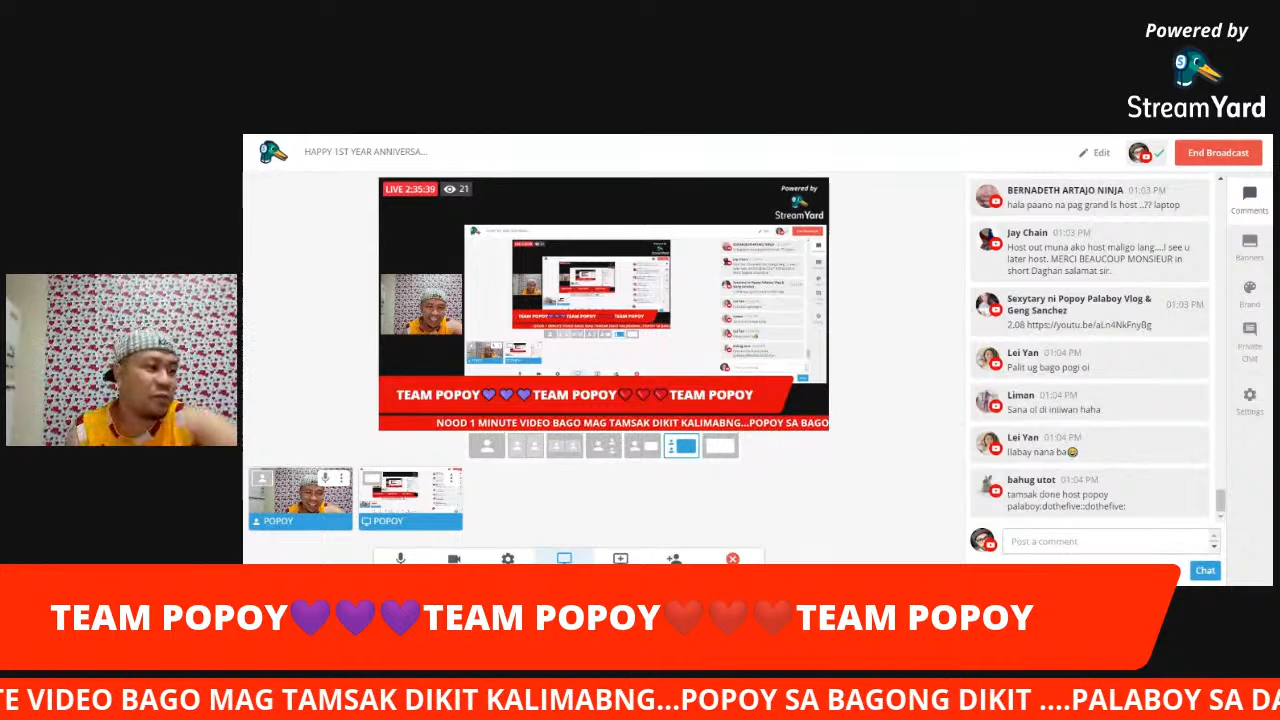 Powered by
StreamYard
HAPPY 1ST YEAR ANNIVERSA...
Edit
End Broadcast
LIVE 2:35:39
21
Powered by
StreamYard
TEAM POPOY💜💜💜TEAM POPOY❤❤❤TEAM POPOY
TEAM POPOY💜💜💜TEAM POPOY❤❤❤TEAM POPOY
NOOD 1 MINUTE VIDEO BAGO MAG TAMSAK DIKIT KALIMABNG...POPOY SA BAGO
POPOY
POPOY
BERNADETH ARTAJO NINJA 01:03 PM
hala paano na pag grand ls host ..?? laptop
Jay Chain 01:03 PM
Host out muna ako host maligo lang...I see u
later host. MERCI BEAUCOUP MONSIEUR in
short Daghan salamat sir.
Sexytary ni Popoy Palaboy Vlog &
Geng Sanchez 01:03 PM
2.08 https://youtu.be/aLn4NkFnyBg
Lei Yan 01:04 PM
Palit ug bago pogi oi
Liman 01:04 PM
Sana ol di iniiwan haha
Lei Yan 01:04 PM
Ilabay nana ba😂
bahug utot 01:04 PM
tamsak done host popoy
palaboy:dothefive::dothefive:
Post a comment
Chat
Comments
Banners
Brand
Private
Chat
Settings
TEAM POPOY💜💜💜TEAM POPOY❤❤❤TEAM POPOY
TE VIDEO BAGO MAG TAMSAK DIKIT KALIMABNG...POPOY SA BAGONG DIKIT ....PALABOY SA DA